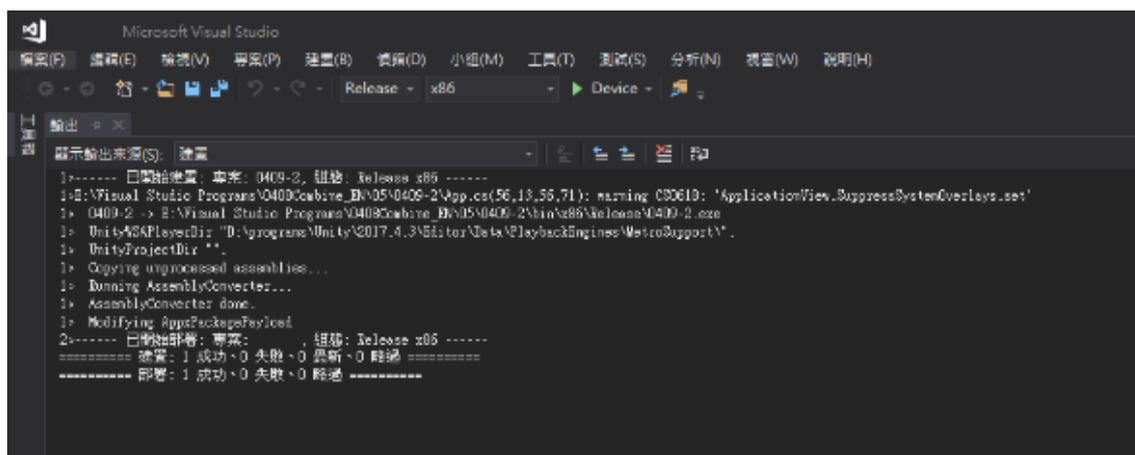 Microsoft Visual Studio
檔案(F) 編輯(E) 檢視(V) 專案(P) 建置(B) 偵錯(D) 小組(M) 工具(T) 測試(S) 分析(N) 視窗(W) 說明(H)
Release x86 Device
工具箱
輸出
顯示輸出來源(S): 建置
1>------ 已開始建置: 專案: 0409-2, 組態: Release x86 ------
1>E:\Visual Studio Programs\0408Combine_EN\05\0409-2\App.cs(56,13,56,71): warning CS0618: 'ApplicationView.SuppressSystemOverlays.set'
1> 0409-2 -> E:\Visual Studio Programs\0408Combine_EN\05\0409-2\bin\x86\Release\0409-2.exe
1> UnityWSAPlayerDir "D:\programs\Unity\2017.4.3\Editor\Data\PlaybackEngines\MetroSupport\".
1> UnityProjectDir "".
1> Copying unprocessed assemblies...
1> Running AssemblyConverter...
1> AssemblyConverter done.
1> Modifying AppxPackagePayload
2>------ 已開始部署: 專案: , 組態: Release x86 ------
========== 建置: 1 成功、0 失敗、0 最新、0 略過 ==========
========== 部署: 1 成功、0 失敗、0 略過 ==========